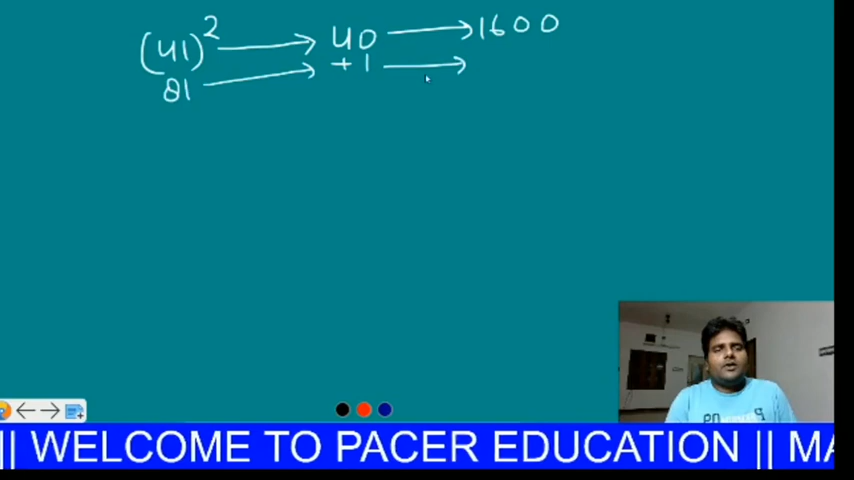 (41)² → 40 → 1600
81 → + 1 →
|| WELCOME TO PACER EDUCATION || MA